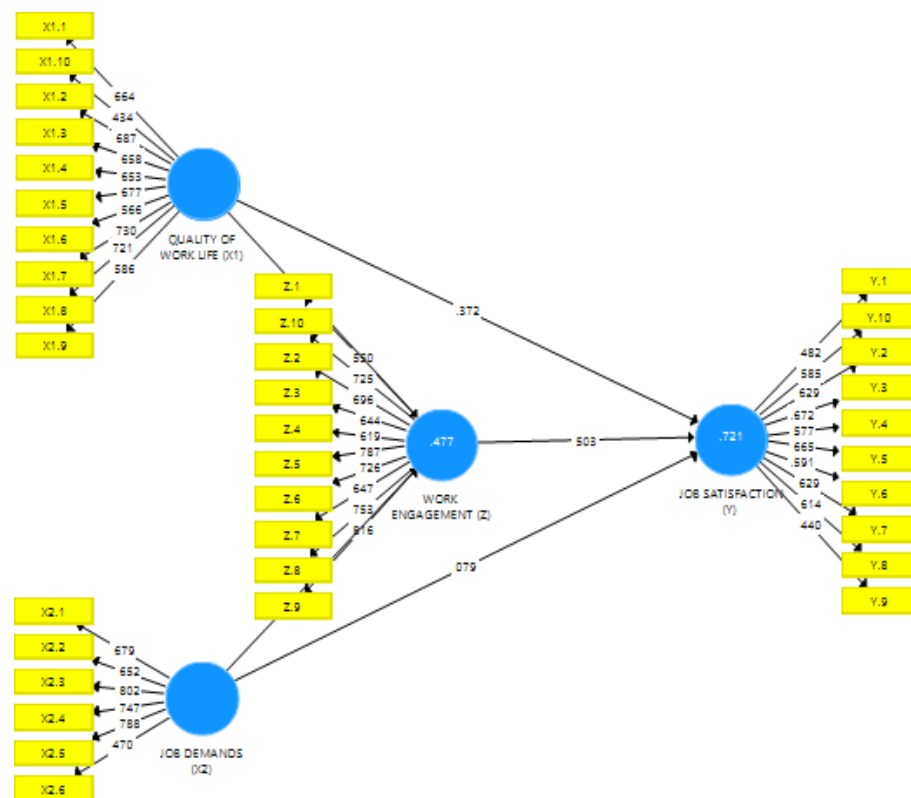 X1.1
X1.10
X1.2
X1.3
X1.4
X1.5
X1.6
X1.7
X1.8
X1.9
664
434
687
658
653
677
566
730
721
586
QUALITY OF
WORK LIFE (X1)
Z.1
Z.10
Z.2
Z.3
Z.4
Z.5
Z.6
Z.7
Z.8
Z.9
550
725
696
644
619
787
726
647
753
816
.477
WORK
ENGAGEMENT (Z)
.372
503
079
.721
JOB SATISFACTION
(Y)
482
585
629
.672
577
665
.591
629
614
440
Y.1
Y.10
Y.2
Y.3
Y.4
Y.5
Y.6
Y.7
Y.8
Y.9
X2.1
X2.2
X2.3
X2.4
X2.5
X2.6
679
652
802
747
788
470
JOB DEMANDS
(X2)